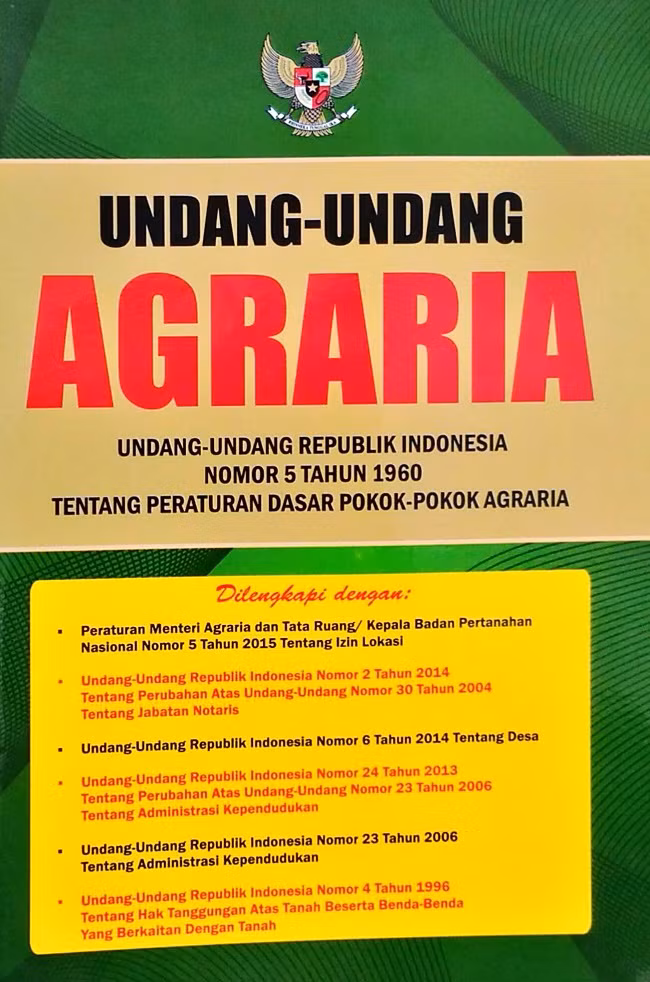 UNDANG-UNDANG
AGRARIA
UNDANG-UNDANG REPUBLIK INDONESIA
NOMOR 5 TAHUN 1960
TENTANG PERATURAN DASAR POKOK-POKOK AGRARIA
Dilengkapi dengan:
▪ Peraturan Menteri Agraria dan Tata Ruang/ Kepala Badan Pertanahan
Nasional Nomor 5 Tahun 2015 Tentang Izin Lokasi
▪ Undang-Undang Republik Indonesia Nomor 2 Tahun 2014
Tentang Perubahan Atas Undang-Undang Nomor 30 Tahun 2004
Tentang Jabatan Notaris
▪ Undang-Undang Republik Indonesia Nomor 6 Tahun 2014 Tentang Desa
▪ Undang-Undang Republik Indonesia Nomor 24 Tahun 2013
Tentang Perubahan Atas Undang-Undang Nomor 23 Tahun 2006
Tentang Administrasi Kependudukan
▪ Undang-Undang Republik Indonesia Nomor 23 Tahun 2006
Tentang Administrasi Kependudukan
▪ Undang-Undang Republik Indonesia Nomor 4 Tahun 1996
Tentang Hak Tanggungan Atas Tanah Beserta Benda-Benda
Yang Berkaitan Dengan Tanah